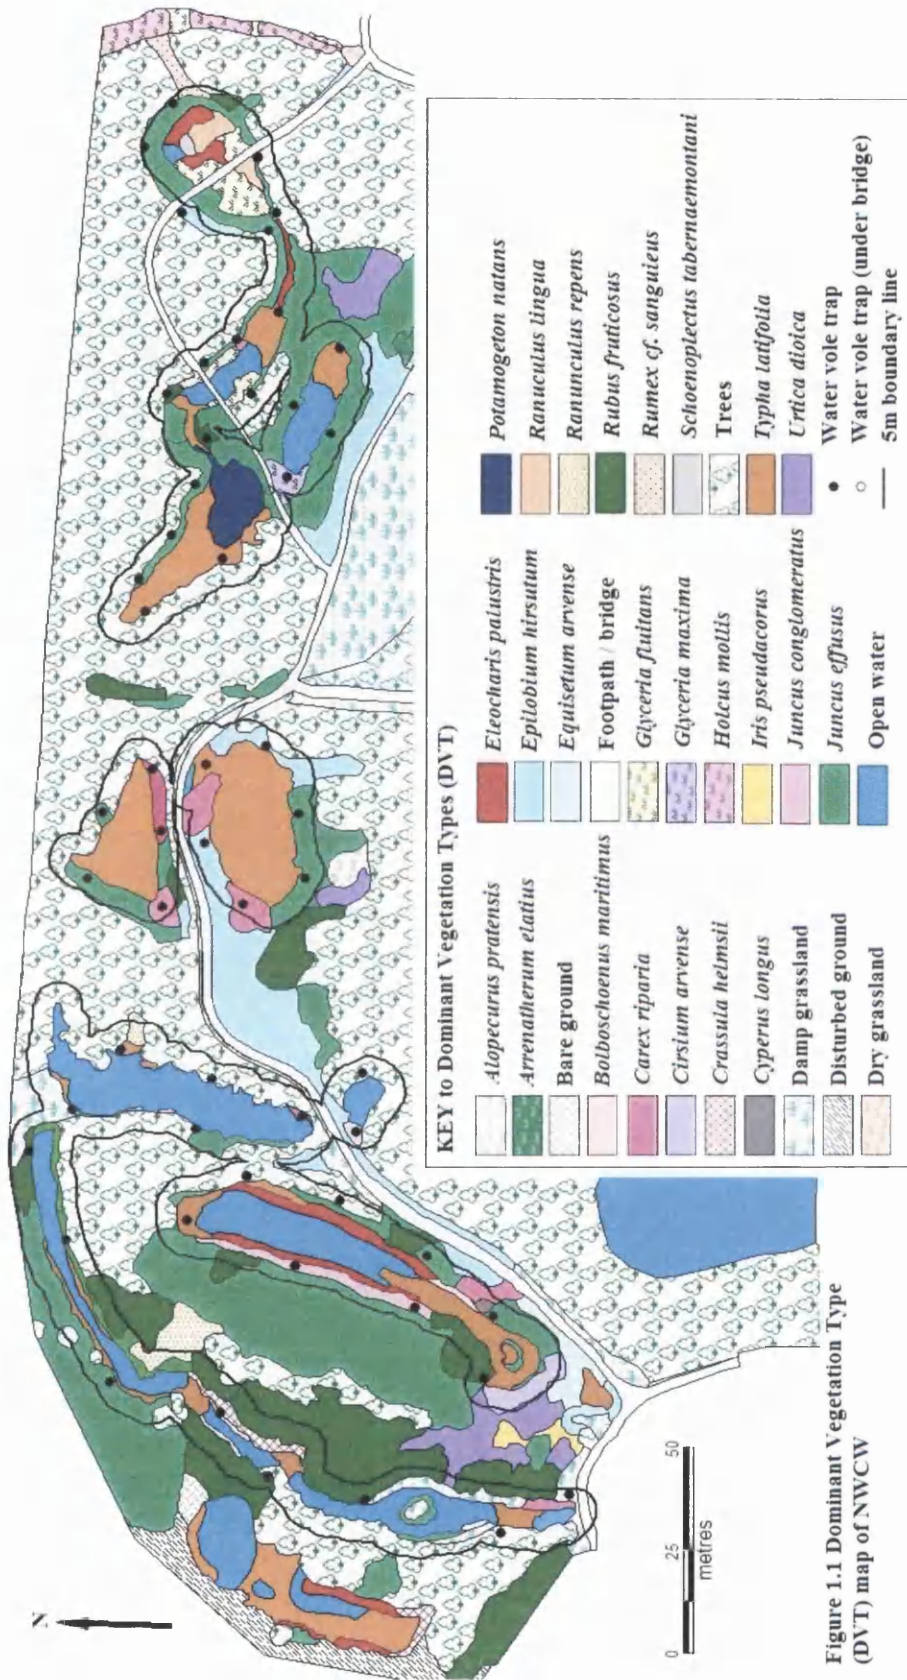 N
KEY to Dominant Vegetation Types (DVT)
Alopecurus pratensis
Arrenatherum elatius
Bare ground
Bolboschoenus maritimus
Carex riparia
Cirsium arvense
Crassula helmsii
Cyperus longus
Damp grassland
Disturbed ground
Dry grassland
Eleocharis palustris
Epilobium hirsutum
Equisetum arvense
Footpath / bridge
Glyceria fluitans
Glyceria maxima
Holcus mollis
Iris pseudacorus
Juncus conglomeratus
Juncus effusus
Open water
Potamogeton natans
Ranuculus lingua
Ranunculus repens
Rubus fruticosus
Rumex cf. sanguieus
Schoenoplectus tabernaemontani
Trees
Typha latifotia
Urtica dioica
Water vole trap
Water vole trap (under bridge)
5m boundary line
0 25 50
metres
Figure 1.1 Dominant Vegetation Type
(DVT) map of NWCW